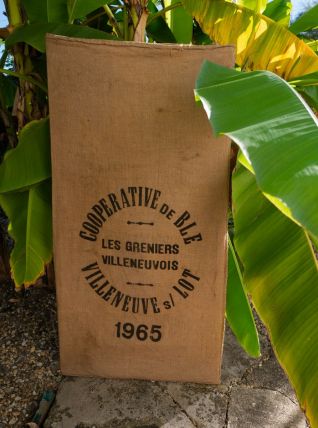 COOPERATIVE DE BLE
LES GRENIERS
VILLENEUVOIS
VILLENEUVE s/ LOT
1965